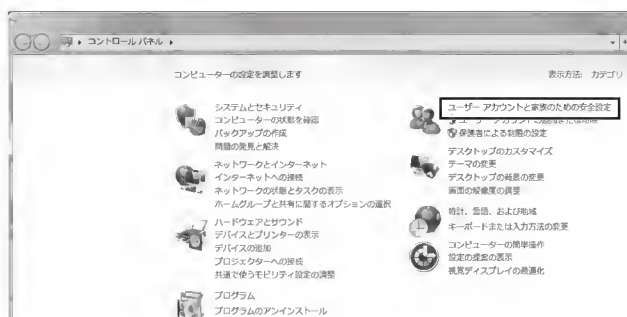 コントロール パネル
コンピューターの設定を調整します
表示方法: カテゴリ
システムとセキュリティ
コンピューターの状態を確認
バックアップの作成
問題の発見と解決
ネットワークとインターネット
インターネットへの接続
ネットワークの状態とタスクの表示
ホームグループと共有に関するオプションの選択
ハードウェアとサウンド
デバイスとプリンターの表示
デバイスの追加
プロジェクターへの接続
共通で使うモビリティ設定の調整
プログラム
プログラムのアンインストール
ユーザー アカウントと家族のための安全設定
ユーザー アカウントの追加または削除
保護者による制限の設定
デスクトップのカスタマイズ
テーマの変更
デスクトップの背景の変更
画面の解像度の調整
時計、言語、および地域
キーボードまたは入力方法の変更
コンピューターの簡単操作
設定の提案の表示
視覚ディスプレイの最適化